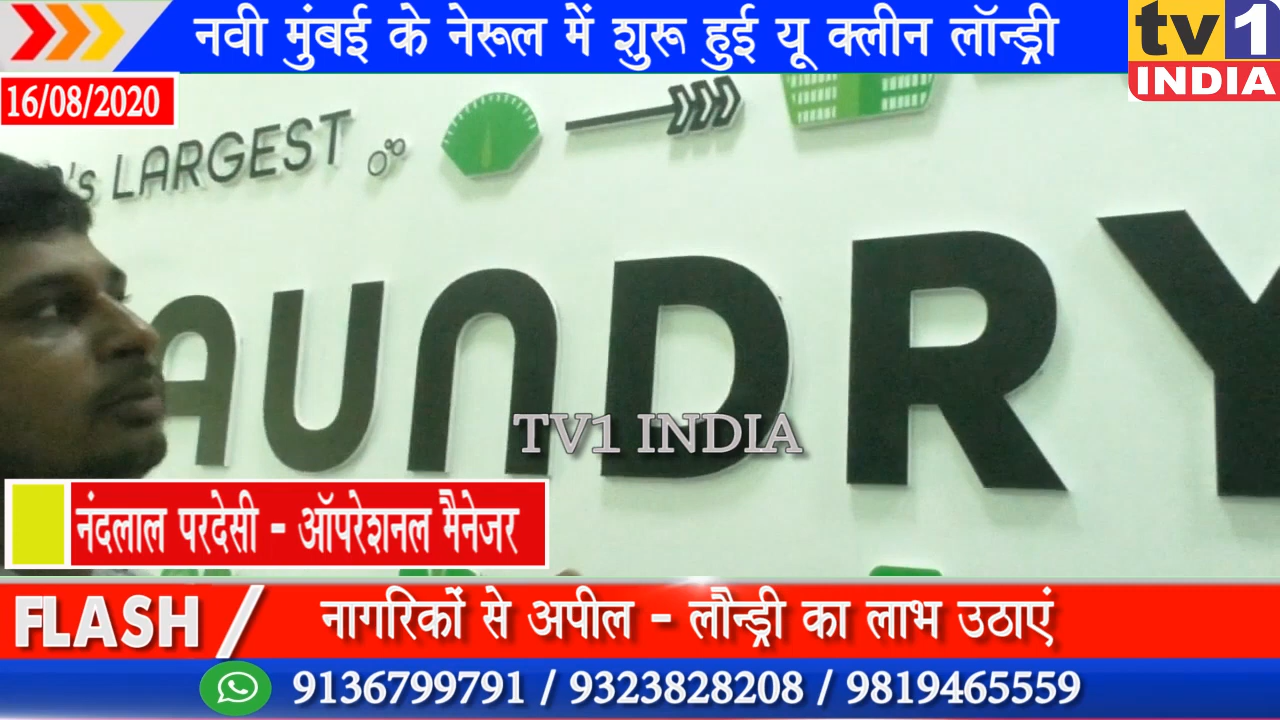 नवी मुंबई के नेरूल में शुरू हुई यू क्लीन लॉन्ड्री
tv1
INDIA
16/08/2020
's LARGEST
AUNDRY
TV1 INDIA
नंदलाल परदेसी - ऑपरेशनल मैनेजर
FLASH / नागरिकों से अपील - लौन्ड्री का लाभ उठाएं
9136799791 / 9323828208 / 9819465559